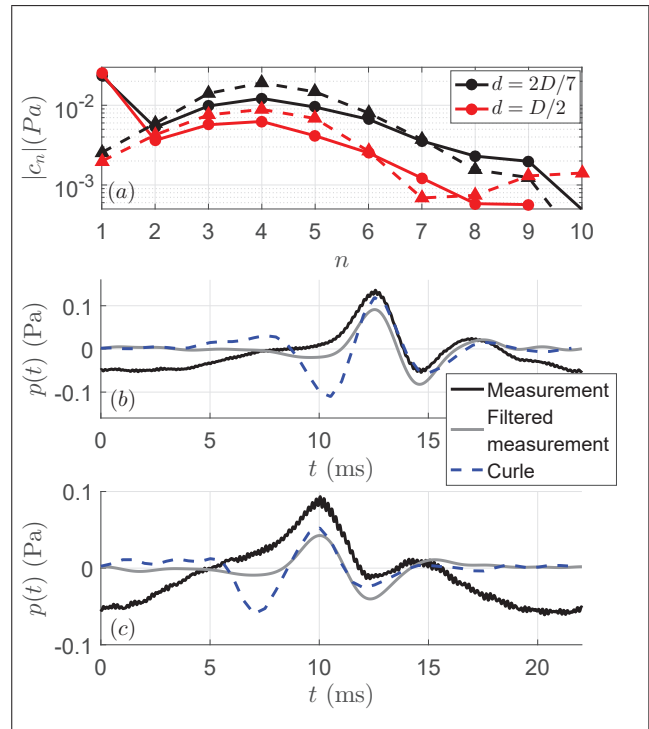 10^-2
10^-3
|c_n|(Pa)
(a)
d = 2D/7
d = D/2
1 2 3 4 5 6 7 8 9 10
n
0.1
0
-0.1
p(t) (Pa)
(b)
0 5 10 15
t (ms)
Measurement
Filtered
measurement
Curle
0.1
0
-0.1
p(t) (Pa)
(c)
0 5 10 15 20
t (ms)